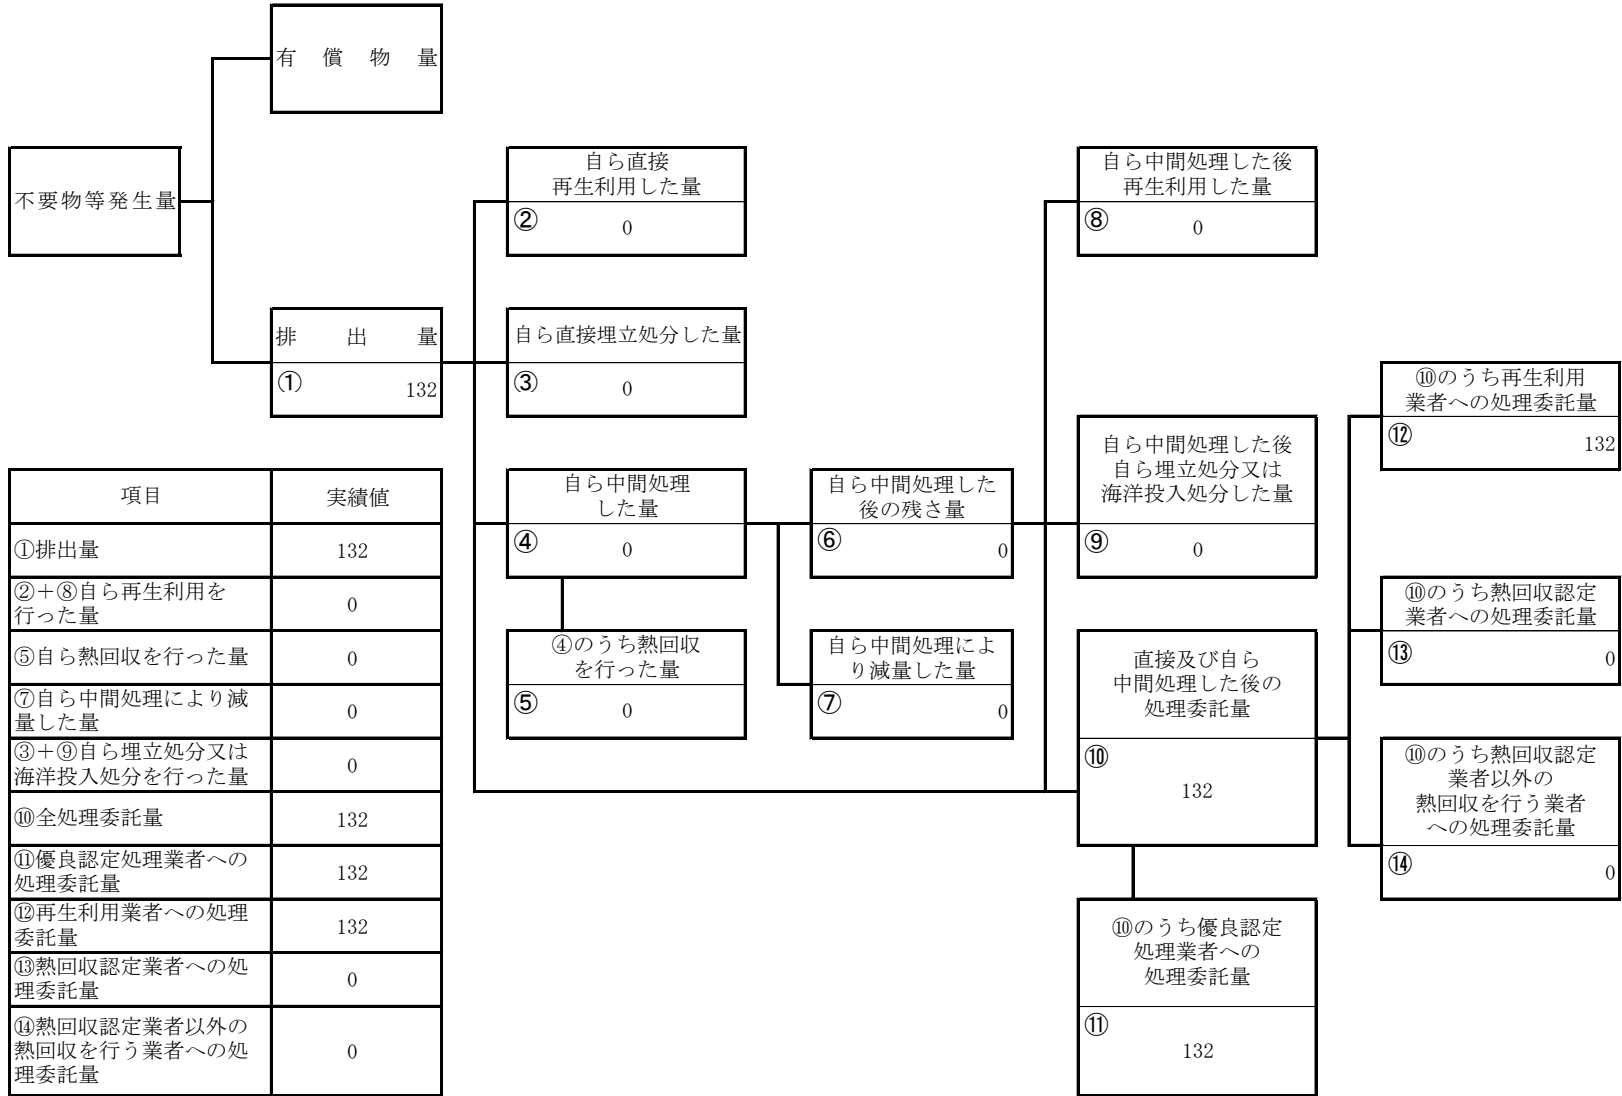 有償物量
不要物等発生量
排出量
① 132
自ら直接
再生利用した量
② 0
自ら直接埋立処分した量
③ 0
自ら中間処理
した量
④ 0
④のうち熱回収
を行った量
⑤ 0
自ら中間処理した
後の残さ量
⑥ 0
自ら中間処理によ
り減量した量
⑦ 0
自ら中間処理した後
再生利用した量
⑧ 0
自ら中間処理した後
自ら埋立処分又は
海洋投入処分した量
⑨ 0
直接及び自ら
中間処理した後の
処理委託量
⑩
132
⑩のうち優良認定
処理業者への
処理委託量
⑪
132
⑩のうち再生利用
業者への処理委託量
⑫ 132
⑩のうち熱回収認定
業者への処理委託量
⑬ 0
⑩のうち熱回収認定
業者以外の
熱回収を行う業者
への処理委託量
⑭ 0
項目 実績値
①排出量 132
②＋⑧自ら再生利用を
行った量 0
⑤自ら熱回収を行った量 0
⑦自ら中間処理により減
量した量 0
③＋⑨自ら埋立処分又は
海洋投入処分を行った量 0
⑩全処理委託量 132
⑪優良認定処理業者への
処理委託量 132
⑫再生利用業者への処理
委託量 132
⑬熱回収認定業者への処
理委託量 0
⑭熱回収認定業者以外の
熱回収を行う業者への処 0
理委託量